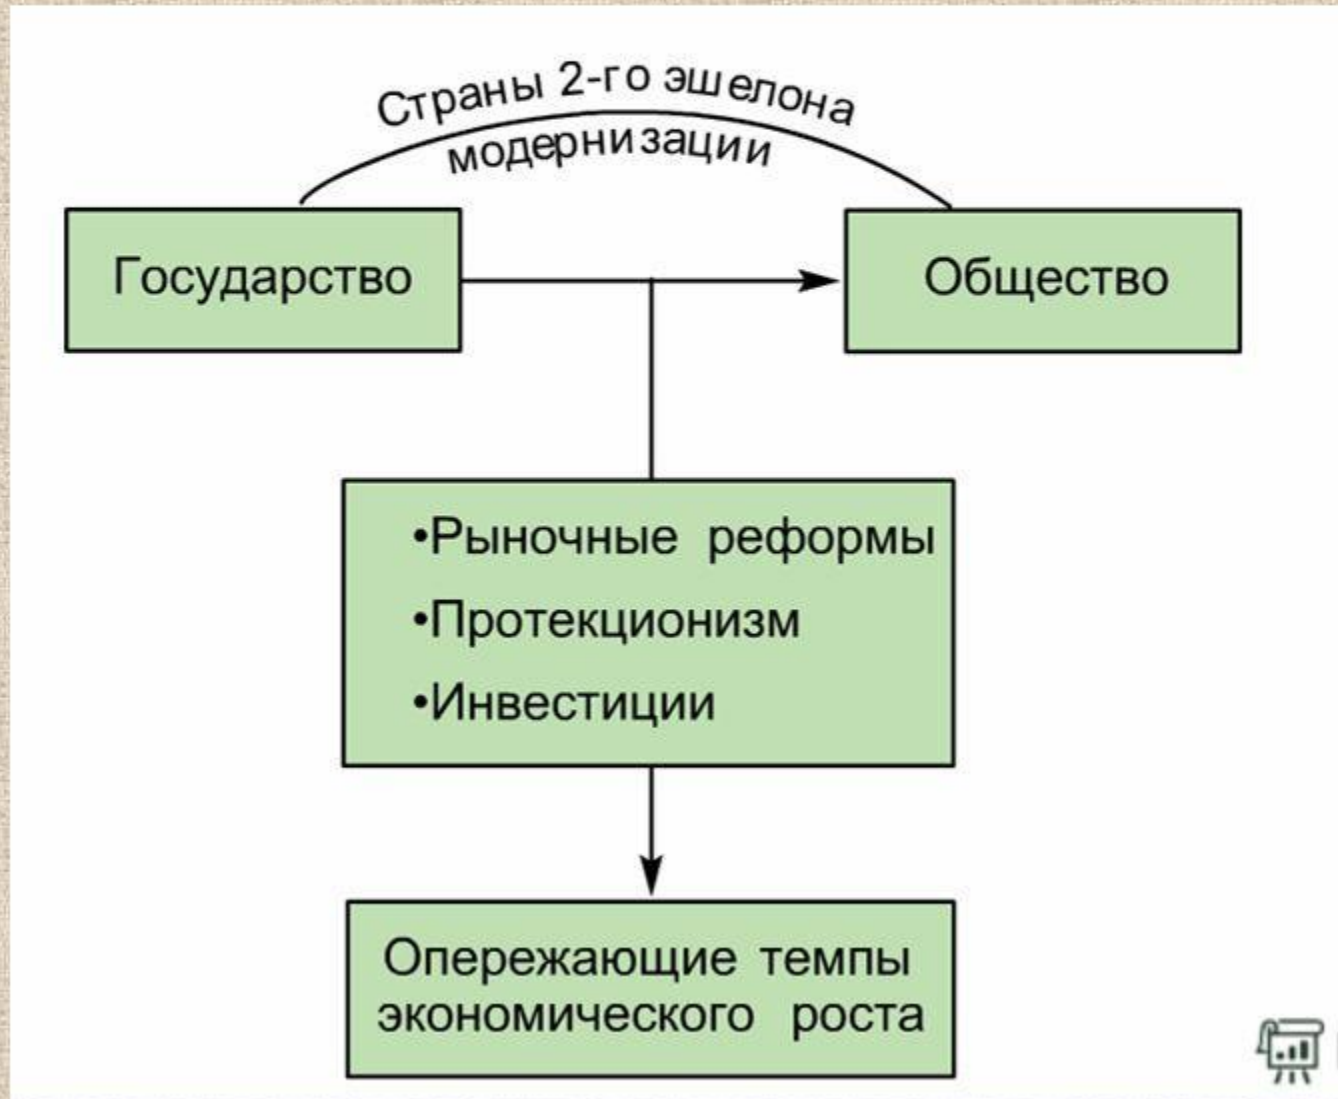 Страны 2-го эшелона
модернизации
Государство
Общество
•Рыночные реформы
•Протекционизм
•Инвестиции
Опережающие темпы
экономического роста